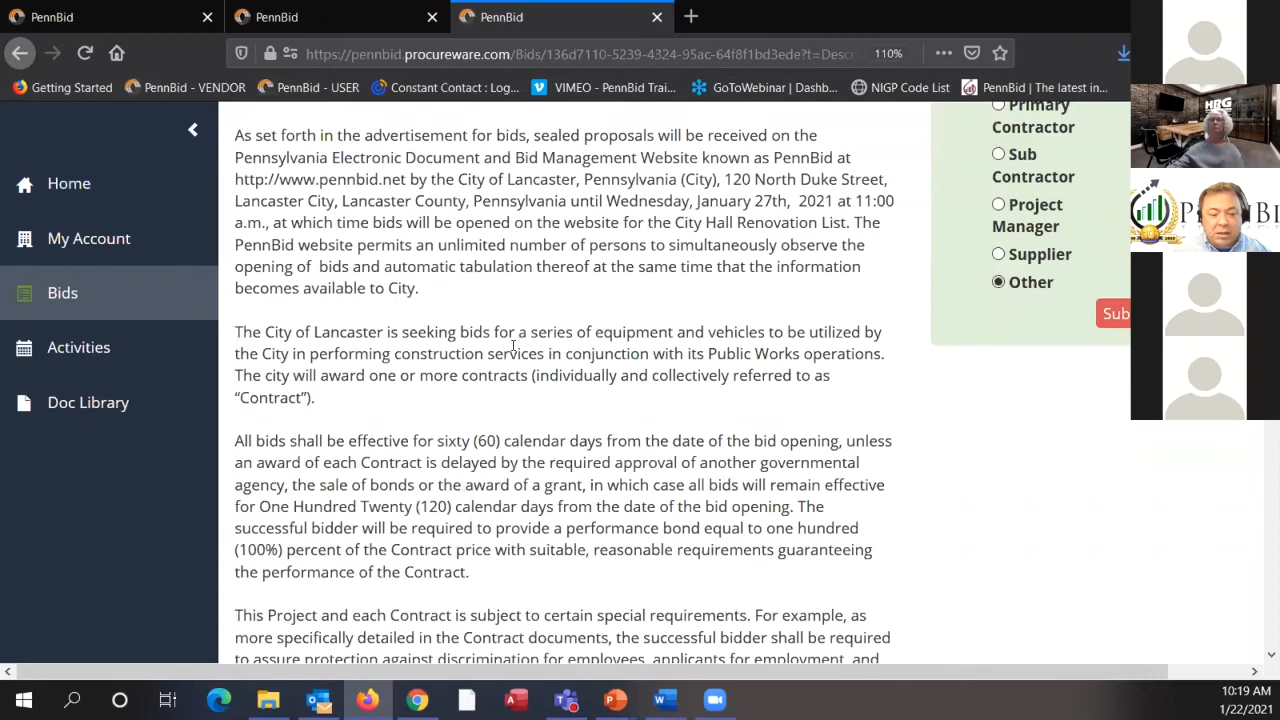 PennBid
PennBid
PennBid
https://pennbid.procureware.com/Bids/136d7110-5239-4324-95ac-64f8f1bd3ede?t=Desc
110%
Getting Started
PennBid - VENDOR
PennBid - USER
Constant Contact : Log...
VIMEO - PennBid Trai...
GoToWebinar | Dashb...
NIGP Code List
PennBid | The latest in...
HRG
Home
My Account
Bids
Activities
Doc Library
As set forth in the advertisement for bids, sealed proposals will be received on the
Pennsylvania Electronic Document and Bid Management Website known as PennBid at
http://www.pennbid.net by the City of Lancaster, Pennsylvania (City), 120 North Duke Street,
Lancaster City, Lancaster County, Pennsylvania until Wednesday, January 27th, 2021 at 11:00
a.m., at which time bids will be opened on the website for the City Hall Renovation List. The
PennBid website permits an unlimited number of persons to simultaneously observe the
opening of bids and automatic tabulation thereof at the same time that the information
becomes available to City.
The City of Lancaster is seeking bids for a series of equipment and vehicles to be utilized by
the City in performing construction services in conjunction with its Public Works operations.
The city will award one or more contracts (individually and collectively referred to as
“Contract”).
All bids shall be effective for sixty (60) calendar days from the date of the bid opening, unless
an award of each Contract is delayed by the required approval of another governmental
agency, the sale of bonds or the award of a grant, in which case all bids will remain effective
for One Hundred Twenty (120) calendar days from the date of the bid opening. The
successful bidder will be required to provide a performance bond equal to one hundred
(100%) percent of the Contract price with suitable, reasonable requirements guaranteeing
the performance of the Contract.
This Project and each Contract is subject to certain special requirements. For example, as
more specifically detailed in the Contract documents, the successful bidder shall be required
to assure protection against discrimination for employees, applicants for employment, and
Primary
Contractor
Sub
Contractor
Project
Manager
Supplier
Other
Sub
10:19 AM
1/22/2021